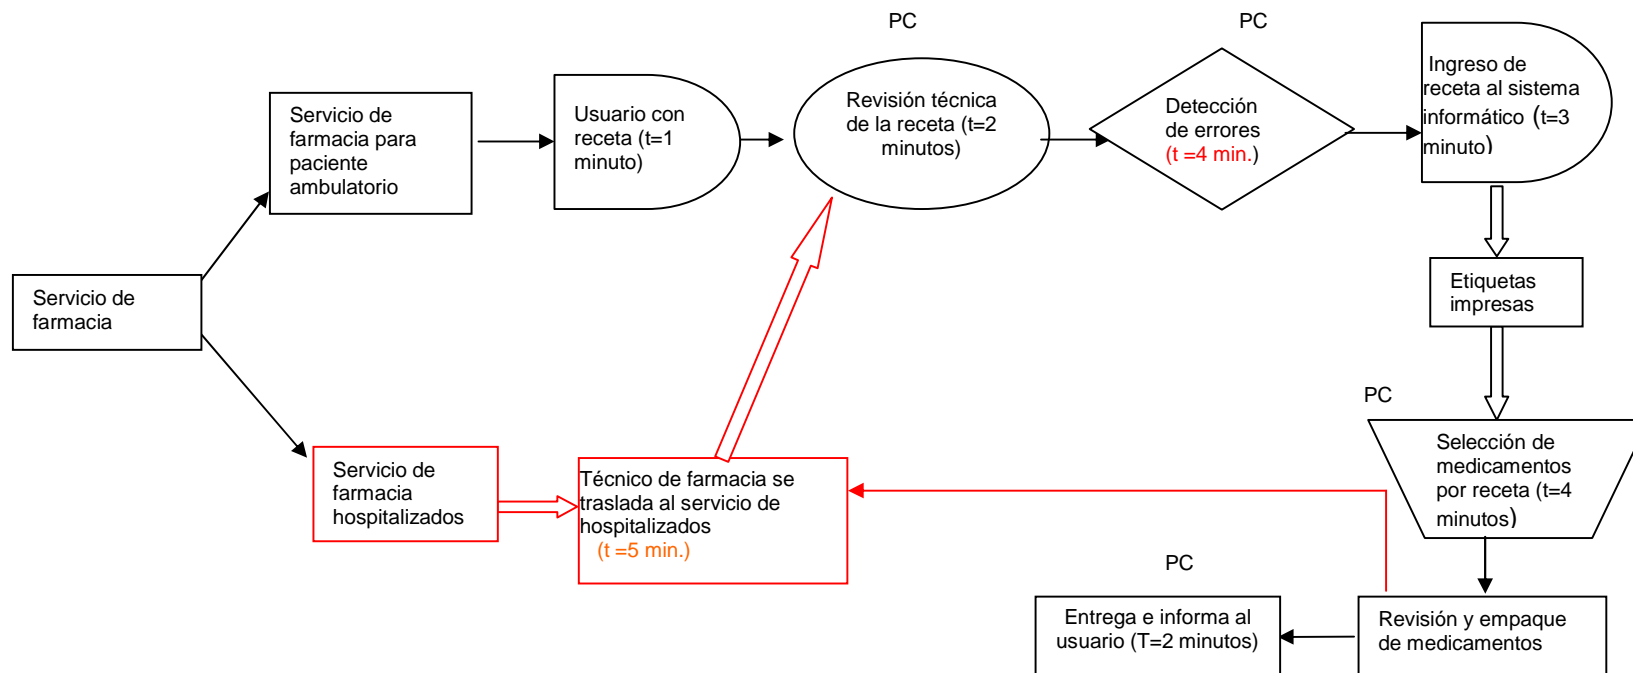 PC
PC
Servicio de
farmacia para
paciente
ambulatorio
Usuario con
receta (t=1
minuto)
Revisión técnica
de la receta (t=2
minutos)
Detección
de errores
(t =4 min.)
Ingreso de
receta al sistema
informático (t=3
minuto)
Servicio de
farmacia
Etiquetas
impresas
PC
Servicio de
farmacia
hospitalizados
Técnico de farmacia se
traslada al servicio de
hospitalizados
(t =5 min.)
Selección de
medicamentos
por receta (t=4
minutos)
PC
Entrega e informa al
usuario (T=2 minutos)
Revisión y empaque
de medicamentos